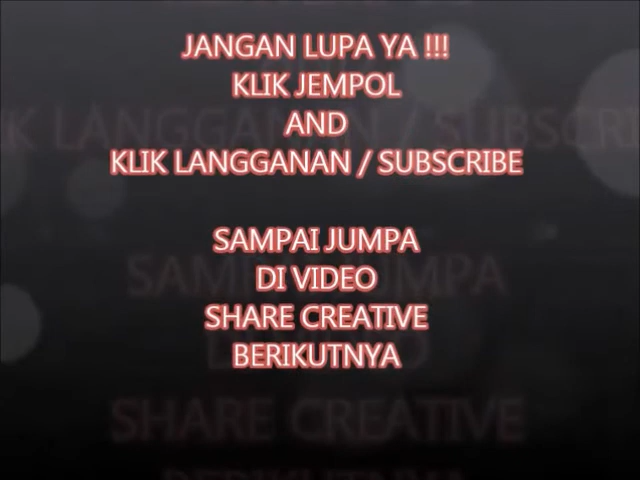 JANGAN LUPA YA !!!
KLIK JEMPOL
AND
KLIK LANGGANAN / SUBSCRIBE
SAMPAI JUMPA
DI VIDEO
SHARE CREATIVE
BERIKUTNYA